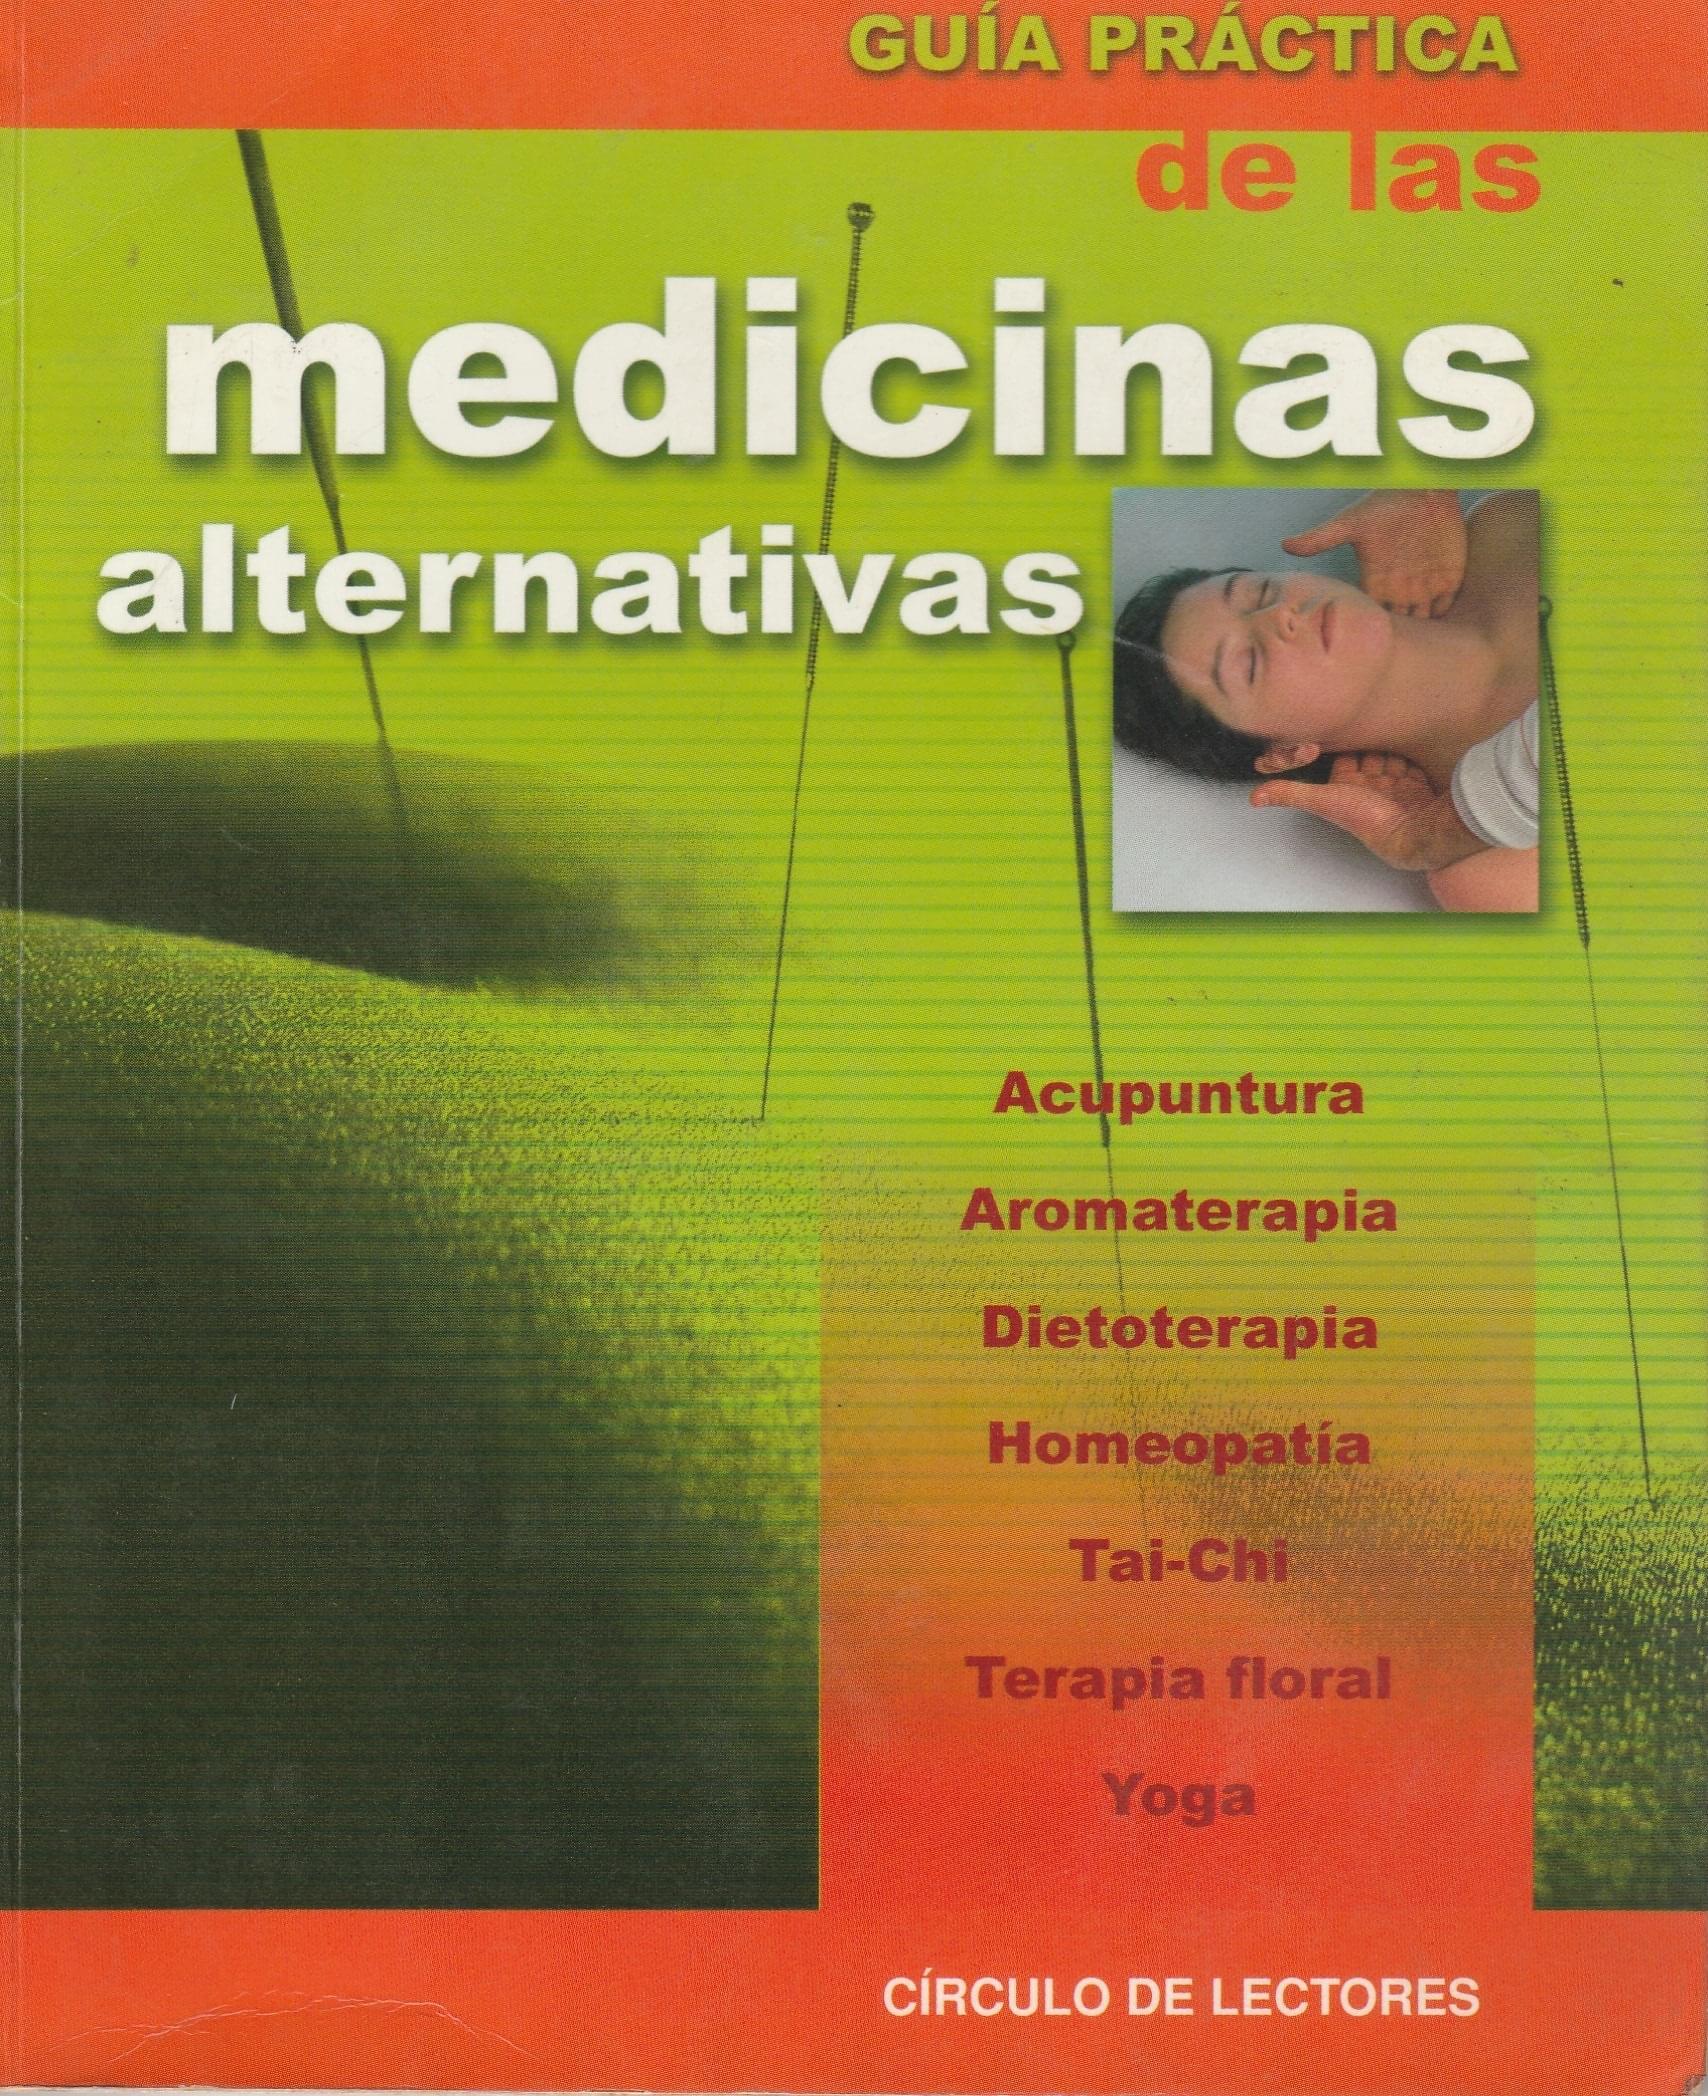 GUÍA PRÁCTICA
de las
medicinas
alternativas
Acupuntura
Aromaterapia
Dietoterapia
Homeopatía
Tai-Chi
Terapia floral
Yoga
CÍRCULO DE LECTORES